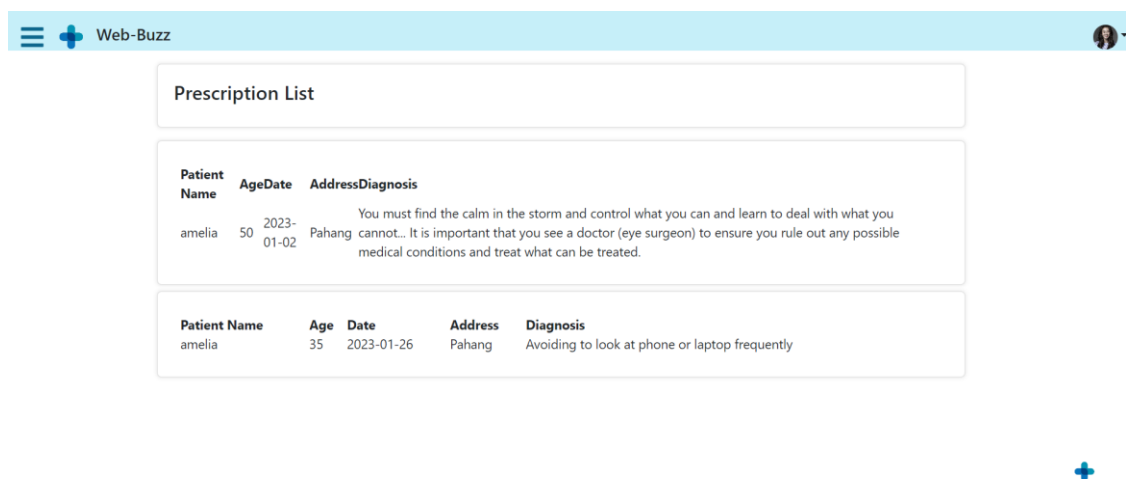 Web-Buzz
Prescription List
Patient Name AgeDate AddressDiagnosis
amelia 50 2023-01-02 Pahang You must find the calm in the storm and control what you can and learn to deal with what you
cannot... It is important that you see a doctor (eye surgeon) to ensure you rule out any possible
medical conditions and treat what can be treated.
Patient Name Age Date Address Diagnosis
amelia 35 2023-01-26 Pahang Avoiding to look at phone or laptop frequently